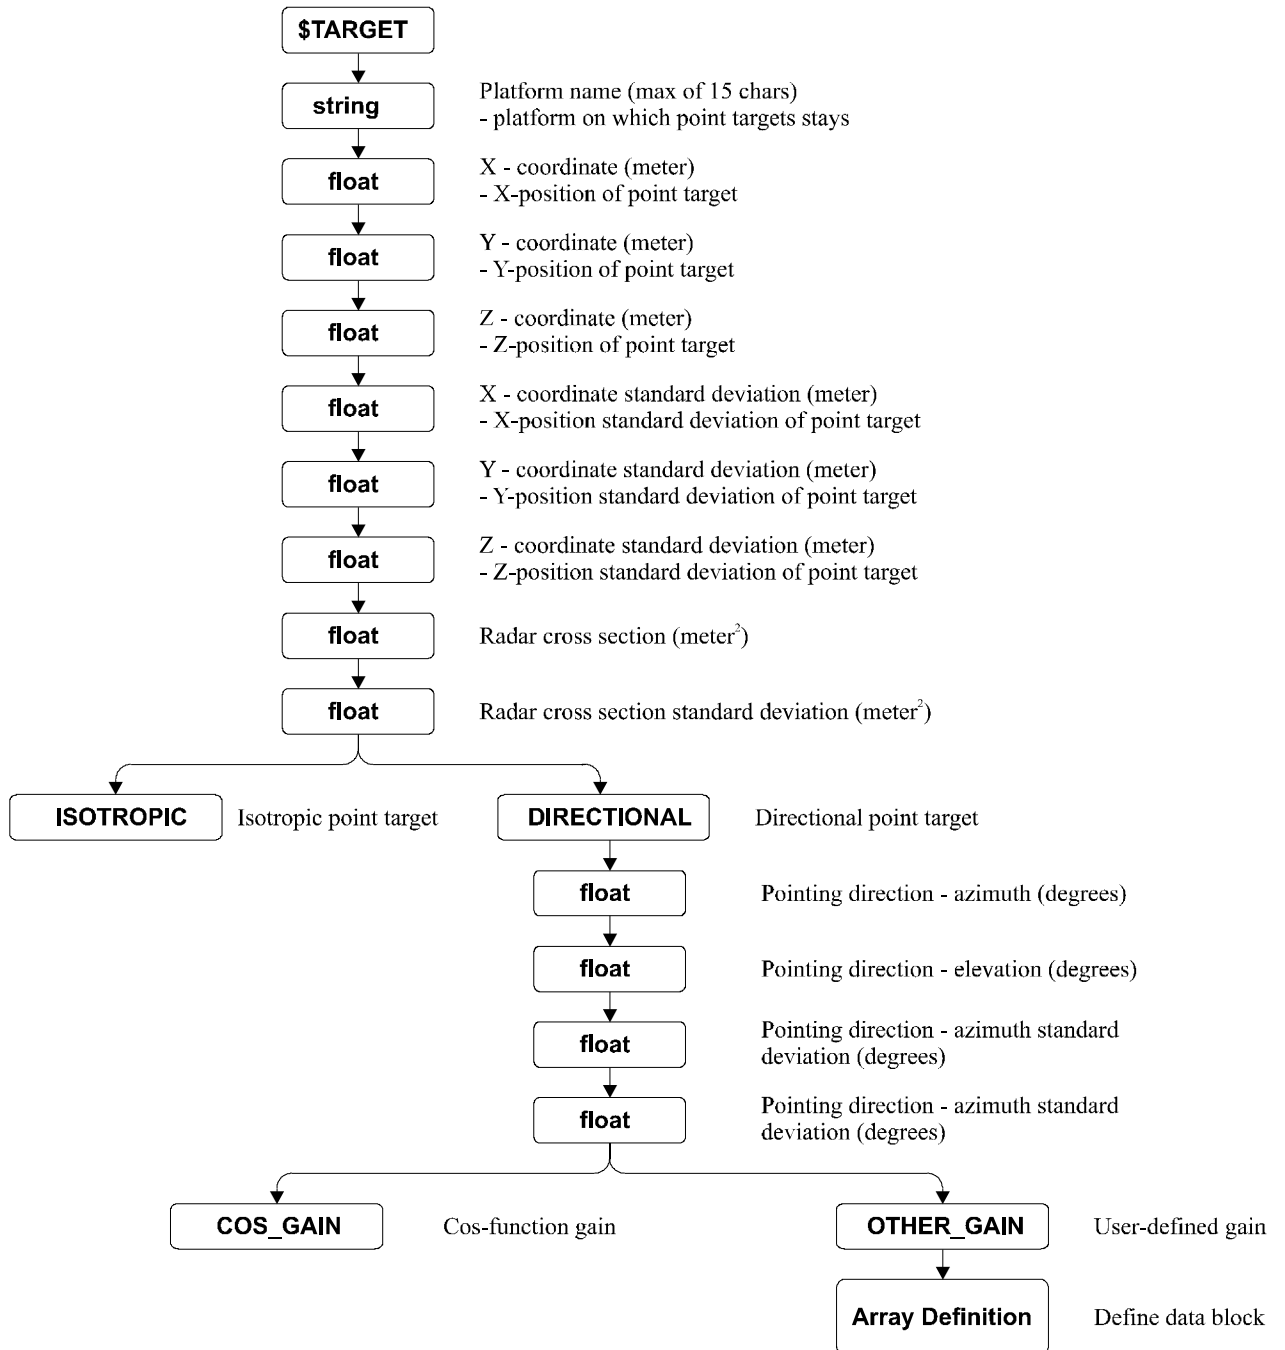 $TARGET
string
Platform name (max of 15 chars)
- platform on which point targets stays
float
X - coordinate (meter)
- X-position of point target
float
Y - coordinate (meter)
- Y-position of point target
float
Z - coordinate (meter)
- Z-position of point target
float
X - coordinate standard deviation (meter)
- X-position standard deviation of point target
float
Y - coordinate standard deviation (meter)
- Y-position standard deviation of point target
float
Z - coordinate standard deviation (meter)
- Z-position standard deviation of point target
float
Radar cross section (meter²)
float
Radar cross section standard deviation (meter²)
ISOTROPIC
Isotropic point target
DIRECTIONAL
Directional point target
float
Pointing direction - azimuth (degrees)
float
Pointing direction - elevation (degrees)
float
Pointing direction - azimuth standard
deviation (degrees)
float
Pointing direction - azimuth standard
deviation (degrees)
COS_GAIN
Cos-function gain
OTHER_GAIN
User-defined gain
Array Definition
Define data block